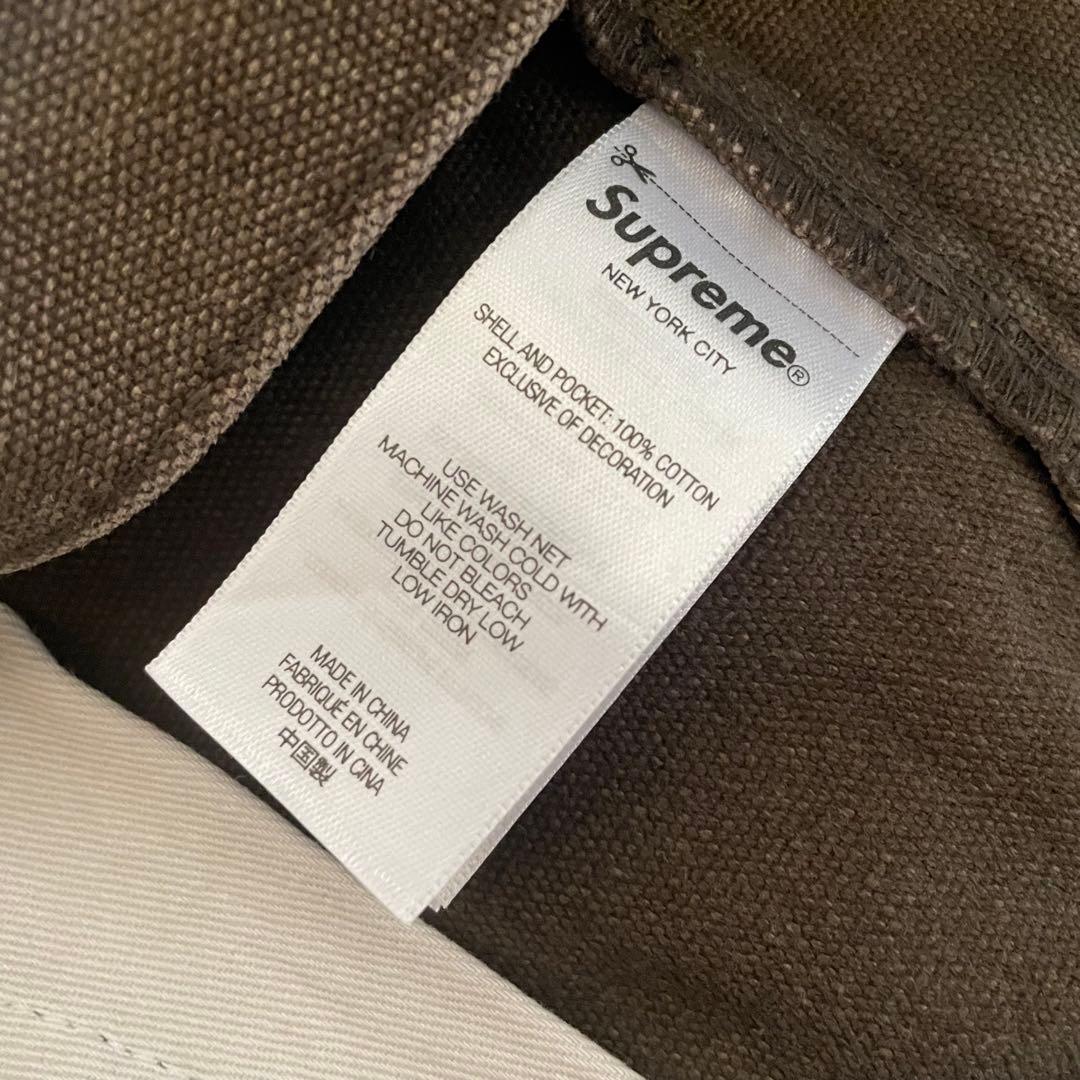 Supreme®
NEW YORK CITY
SHELL AND POCKET: 100% COTTON
EXCLUSIVE OF DECORATION
USE WASH NET
MACHINE WASH COLD WITH
LIKE COLORS
DO NOT BLEACH
TUMBLE DRY LOW
LOW IRON
MADE IN CHINA
FABRIQUÉ EN CHINE
PRODOTTO IN CINA
中国製